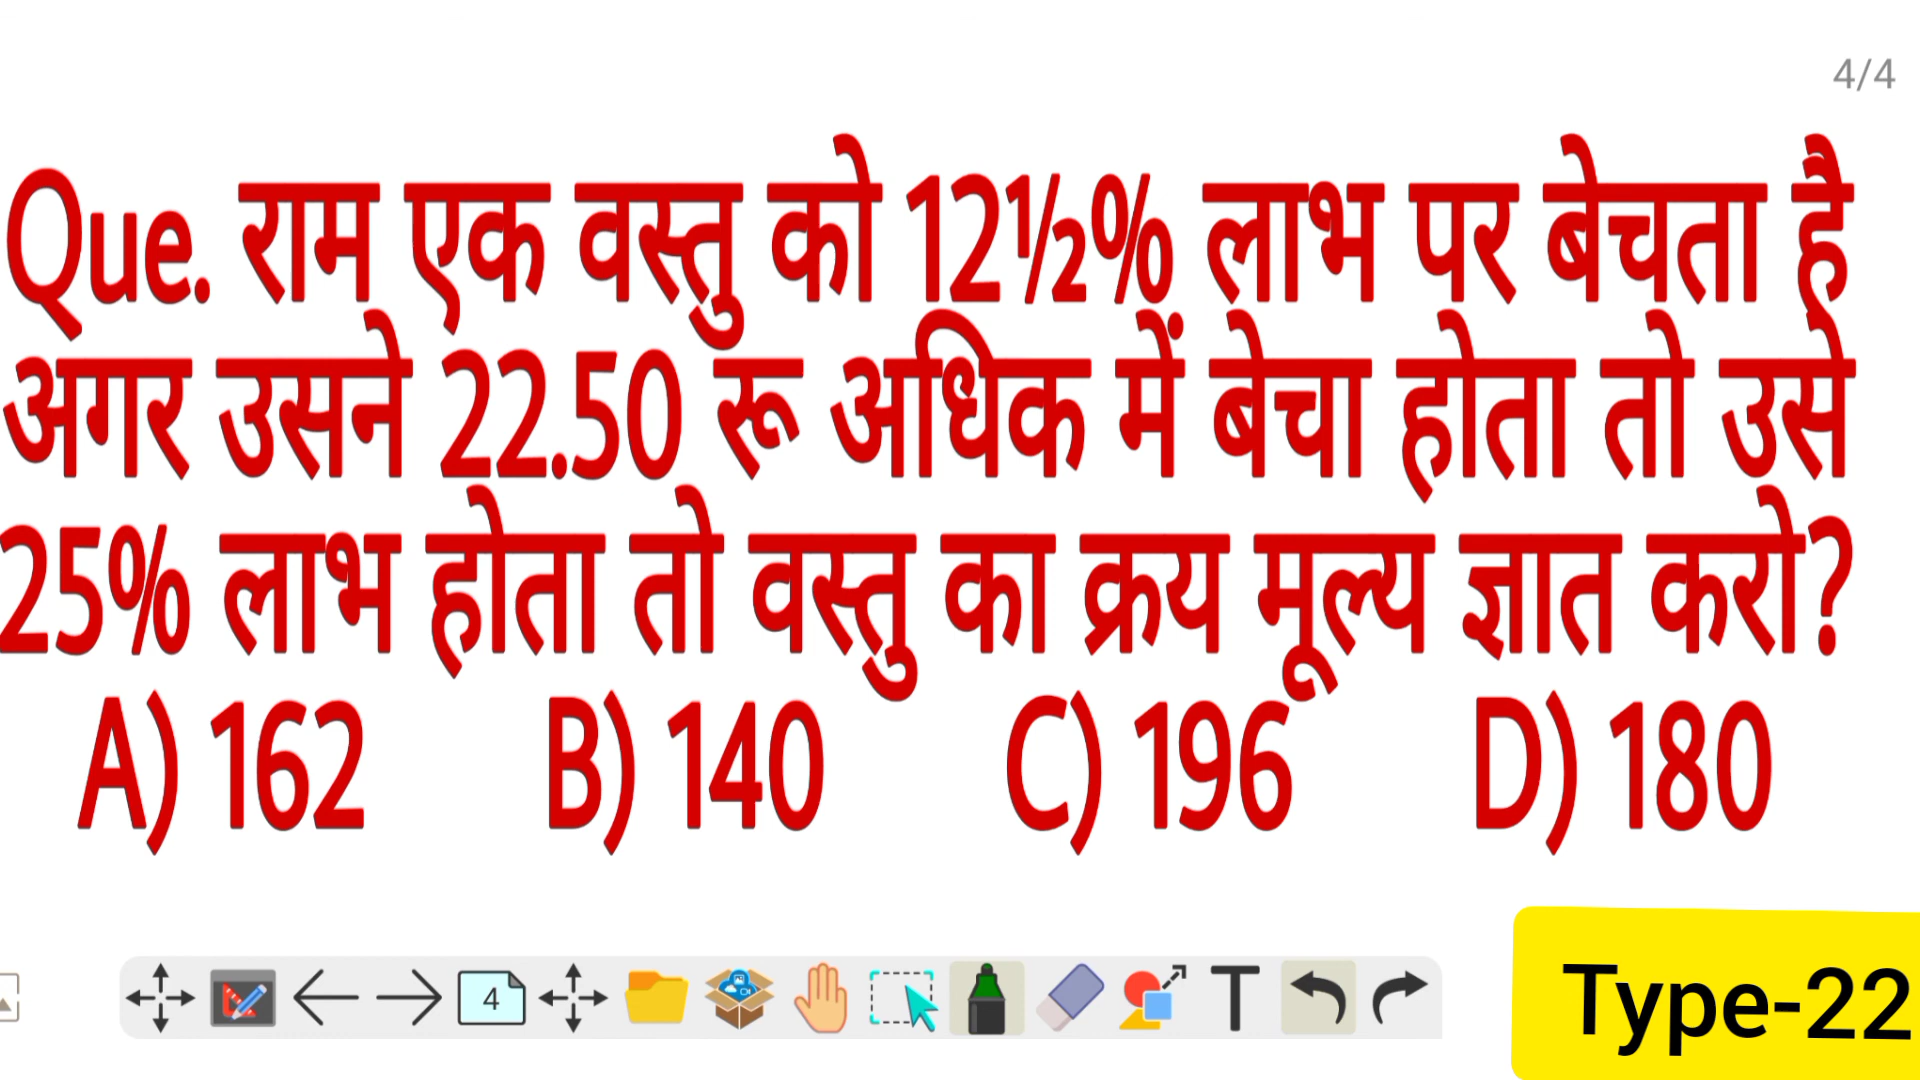 4/4
Que. राम एक वस्तु को 12½% लाभ पर बेचता है
अगर उसने 22.50 रू अधिक में बेचा होता तो उसे
25% लाभ होता तो वस्तु का क्रय मूल्य ज्ञात करो?
A) 162 B) 140 C) 196 D) 180
4 T
Type-22